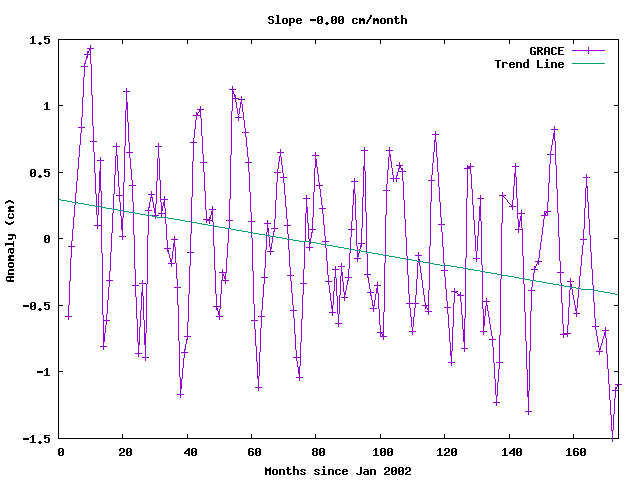 Slope -0.00 cm/month
GRACE
Trend Line
1.5
1
0.5
0
-0.5
-1
-1.5
Anomaly (cm)
0 20 40 60 80 100 120 140 160
Months since Jan 2002